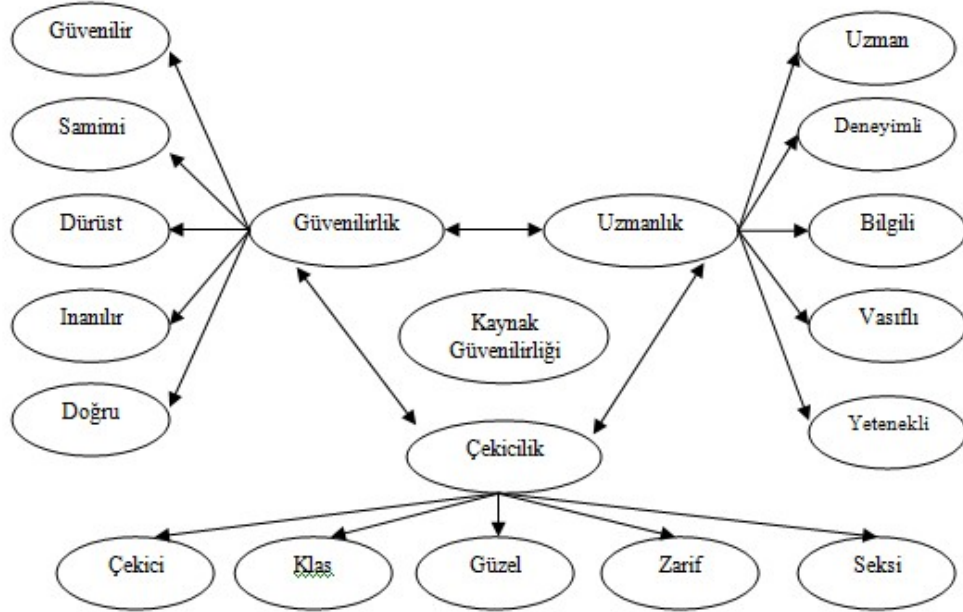 Güvenilir
Uzman
Samimi
Deneyimli
Dürüst
Güvenilirlik
Uzmanlık
Bilgili
Inanılır
Kaynak
Güvenilirliği
Vasıflı
Doğru
Çekicilik
Yetenekli
Çekici
Klas
Güzel
Zarif
Seksi